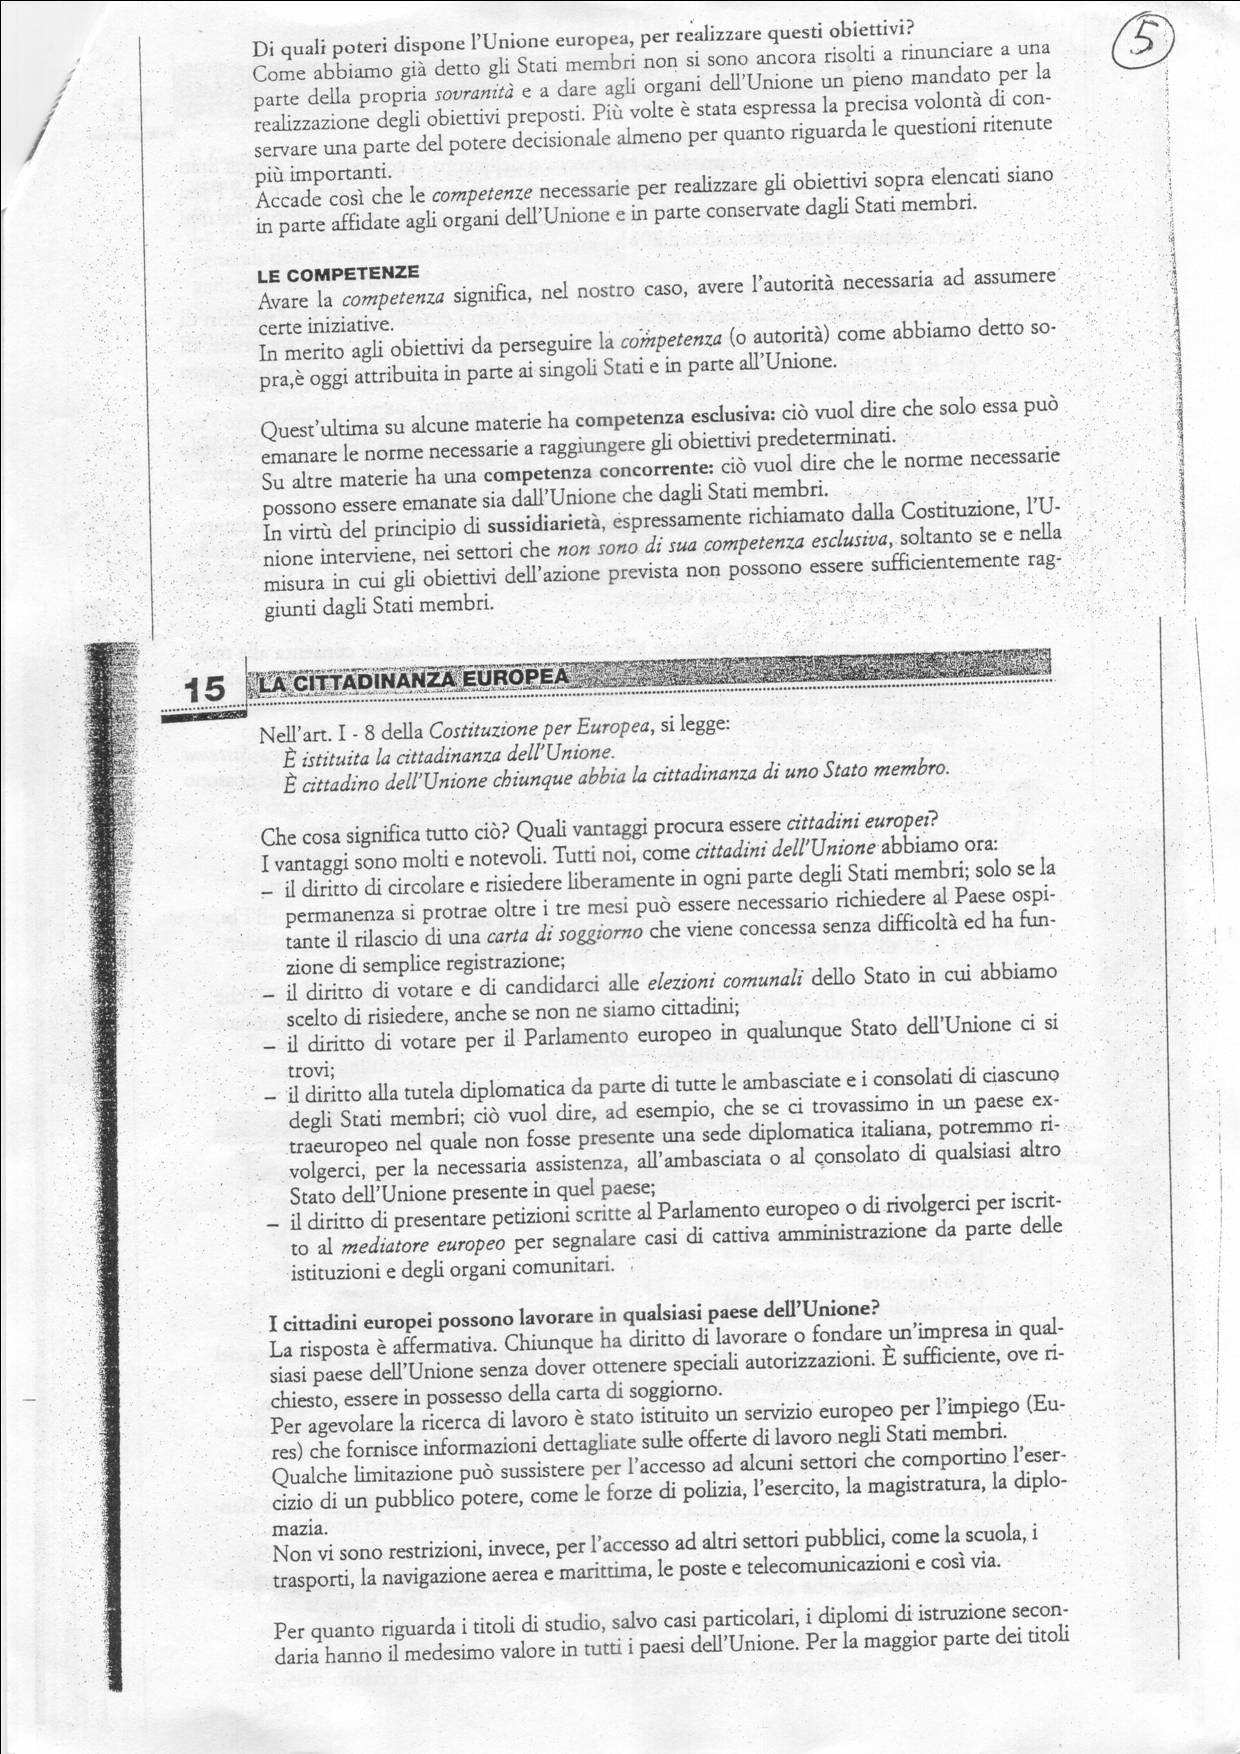 5
Di quali poteri dispone l'Unione europea, per realizzare questi obiettivi?
Come abbiamo già detto gli Stati membri non si sono ancora risolti a rinunciare a una
parte della propria sovranità e a dare agli organi dell'Unione un pieno mandato per la
realizzazione degli obiettivi preposti. Più volte è stata espressa la precisa volontà di con-
servare una parte del potere decisionale almeno per quanto riguarda le questioni ritenute
più importanti.
Accade così che le competenze necessarie per realizzare gli obiettivi sopra elencati siano
in parte affidate agli organi dell'Unione e in parte conservate dagli Stati membri.
LE COMPETENZE
Avare la competenza significa, nel nostro caso, avere l'autorità necessaria ad assumere
certe iniziative.
In merito agli obiettivi da perseguire la competenza (o autorità) come abbiamo detto so-
pra,è oggi attribuita in parte ai singoli Stati e in parte all'Unione.
Quest'ultima su alcune materie ha competenza esclusiva: ciò vuol dire che solo essa può
emanare le norme necessarie a raggiungere gli obiettivi predeterminati.
Su altre materie ha una competenza concorrente: ciò vuol dire che le norme necessarie
possono essere emanate sia dall'Unione che dagli Stati membri.
In virtù del principio di sussidiarietà, espressamente richiamato dalla Costituzione, l'U-
nione interviene, nei settori che non sono di sua competenza esclusiva, soltanto se e nella
misura in cui gli obiettivi dell'azione prevista non possono essere sufficientemente rag-
giunti dagli Stati membri.
15 LA CITTADINANZA EUROPEA
Nell'art. I - 8 della Costituzione per Europea, si legge:
È istituita la cittadinanza dell'Unione.
È cittadino dell'Unione chiunque abbia la cittadinanza di uno Stato membro.
Che cosa significa tutto ciò? Quali vantaggi procura essere cittadini europei?
I vantaggi sono molti e notevoli. Tutti noi, come cittadini dell'Unione abbiamo ora:
– il diritto di circolare e risiedere liberamente in ogni parte degli Stati membri; solo se la
permanenza si protrae oltre i tre mesi può essere necessario richiedere al Paese ospi-
tante il rilascio di una carta di soggiorno che viene concessa senza difficoltà ed ha fun-
zione di semplice registrazione;
– il diritto di votare e di candidarci alle elezioni comunali dello Stato in cui abbiamo
scelto di risiedere, anche se non ne siamo cittadini;
– il diritto di votare per il Parlamento europeo in qualunque Stato dell'Unione ci si
trovi;
– il diritto alla tutela diplomatica da parte di tutte le ambasciate e i consolati di ciascuno
degli Stati membri; ciò vuol dire, ad esempio, che se ci trovassimo in un paese ex-
traeuropeo nel quale non fosse presente una sede diplomatica italiana, potremmo ri-
volgerci, per la necessaria assistenza, all'ambasciata o al consolato di qualsiasi altro
Stato dell'Unione presente in quel paese;
– il diritto di presentare petizioni scritte al Parlamento europeo o di rivolgerci per iscrit-
to al mediatore europeo per segnalare casi di cattiva amministrazione da parte delle
istituzioni e degli organi comunitari.
I cittadini europei possono lavorare in qualsiasi paese dell'Unione?
La risposta è affermativa. Chiunque ha diritto di lavorare o fondare un'impresa in qual-
siasi paese dell'Unione senza dover ottenere speciali autorizzazioni. È sufficiente, ove ri-
chiesto, essere in possesso della carta di soggiorno.
Per agevolare la ricerca di lavoro è stato istituito un servizio europeo per l'impiego (Eu-
res) che fornisce informazioni dettagliate sulle offerte di lavoro negli Stati membri.
Qualche limitazione può sussistere per l'accesso ad alcuni settori che comportino l'eser-
cizio di un pubblico potere, come le forze di polizia, l'esercito, la magistratura, la diplo-
mazia.
Non vi sono restrizioni, invece, per l'accesso ad altri settori pubblici, come la scuola, i
trasporti, la navigazione aerea e marittima, le poste e telecomunicazioni e così via.
Per quanto riguarda i titoli di studio, salvo casi particolari, i diplomi di istruzione secon-
daria hanno il medesimo valore in tutti i paesi dell'Unione. Per la maggior parte dei titoli